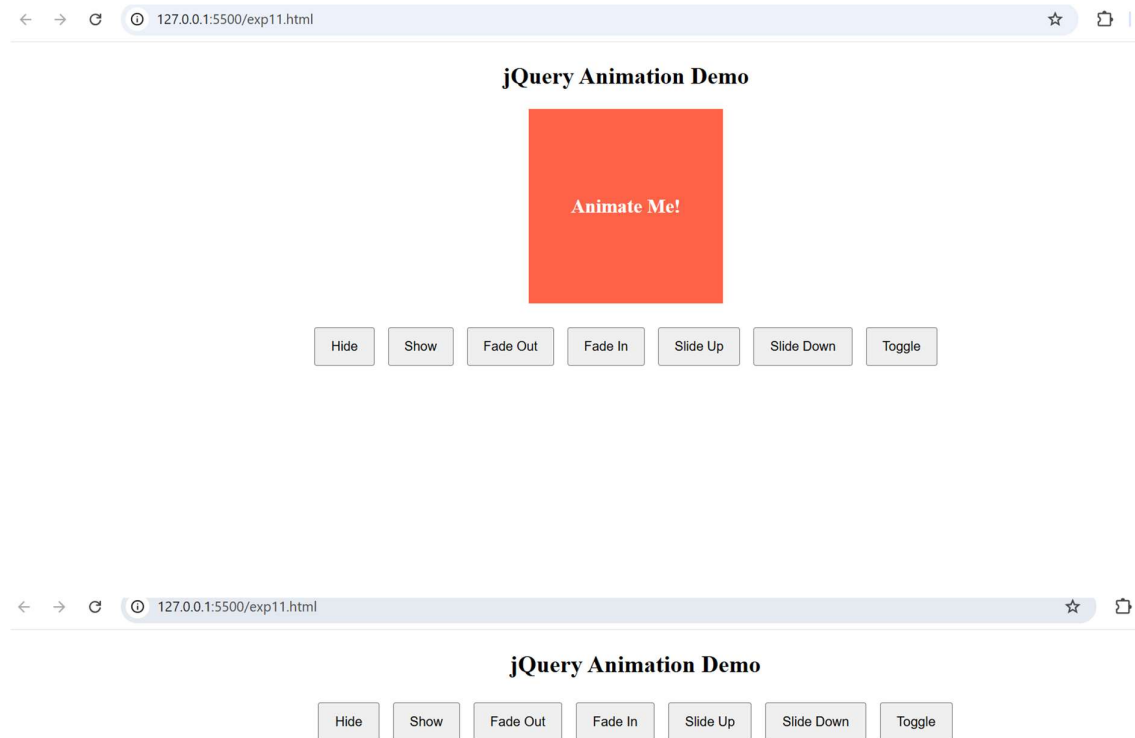 127.0.0.1:5500/exp11.html
jQuery Animation Demo
Animate Me!
Hide Show Fade Out Fade In Slide Up Slide Down Toggle
127.0.0.1:5500/exp11.html
jQuery Animation Demo
Hide Show Fade Out Fade In Slide Up Slide Down Toggle